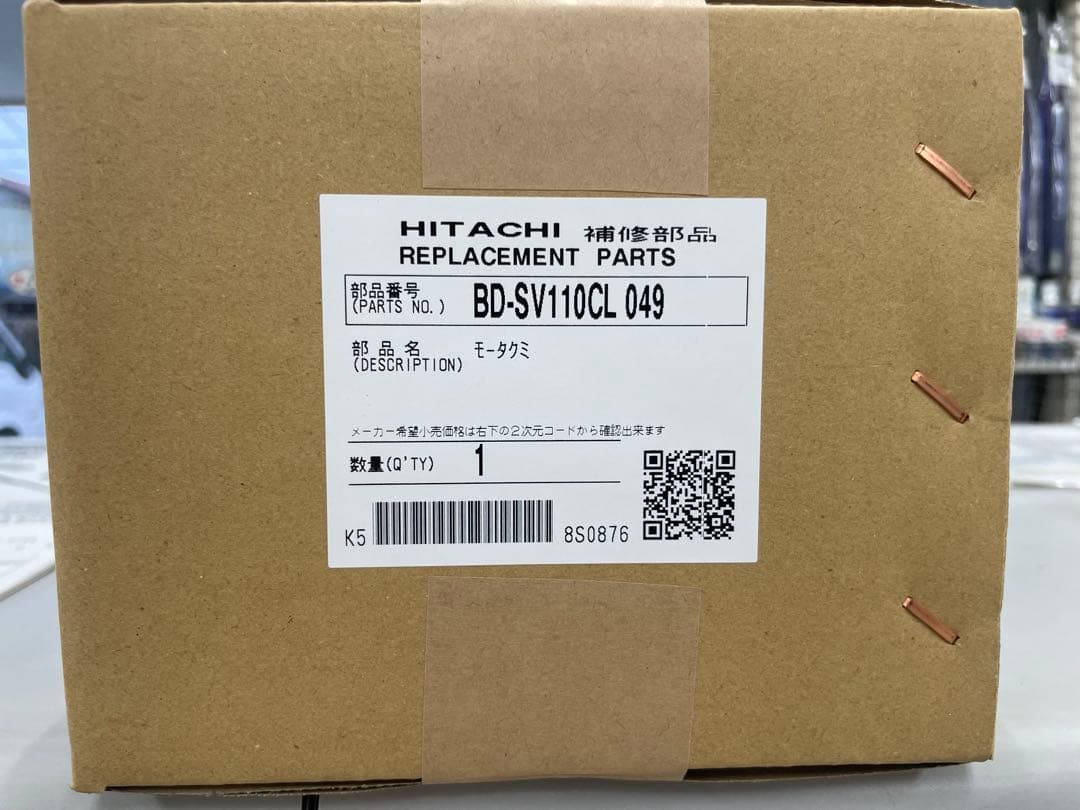 HITACHI 補修部品
REPLACEMENT PARTS
部品番号 BD-SV110CL 049
(PARTS NO.)
部品名 モータクミ
(DESCRIPTION)
メーカー希望小売価格は右下の2次元コードから確認出来ます
数量(Q'TY) 1
K5 8S0876